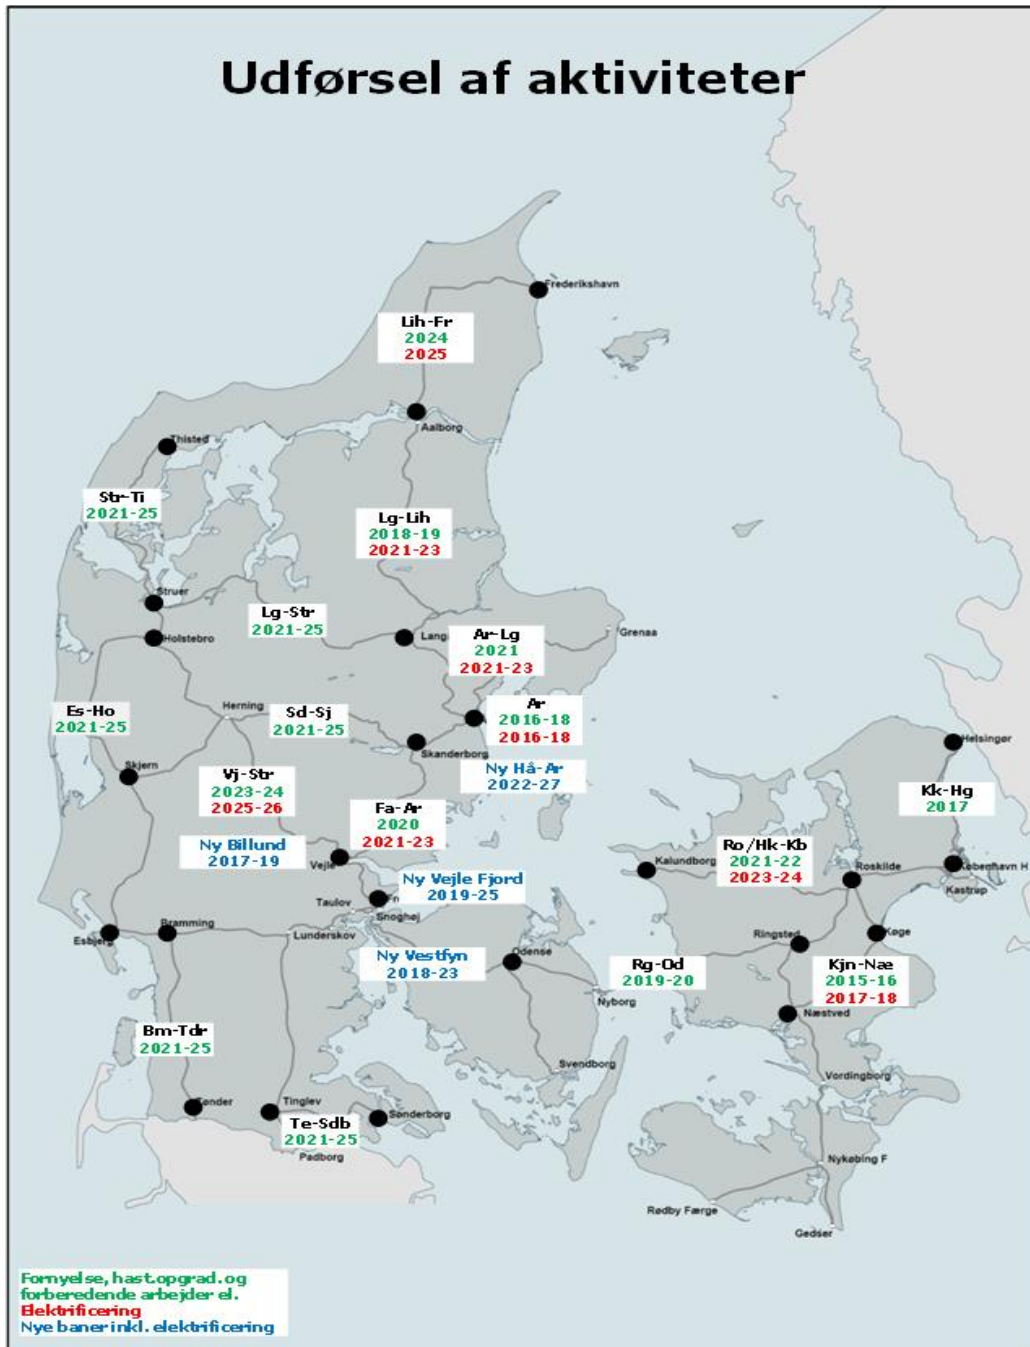 Udførsel af aktiviteter
Frederikshavn
Lih-Fr
2024
2025
Aalborg
Thisted
Str-Ti
2021-25
Lg-Lih
2018-19
2021-23
Struer
Lg-Str
2021-25
Holstebro
Lang
Ar-Lg
2021
2021-23
Grenaa
Es-Ho
2021-25
Herning
Sd-Sj
2021-25
Ar
2016-18
2016-18
Skanderborg
Ny Hå-Ar
2022-27
Helsingør
Skjern
Vj-Str
2023-24
2025-26
Kk-Hg
2017
Fa-Ar
2020
2021-23
Ny Billund
2017-19
Vejle
Ro/Hk-Kb
2021-22
2023-24
Kalundborg
Roskilde
København H
Kastrup
Ny Vejle Fjord
2019-25
Taulov
Fr
Snoghøj
Esbjerg
Bramming
Lunderskov
Ny Vestfyn
2018-23
Odense
Ringsted
Køge
Rg-Od
2019-20
Kjn-Næ
2015-16
2017-18
Nyborg
Næstved
Bm-Tdr
2021-25
Svendborg
Vordingborg
Tønder
Tinglev
Sønderborg
Te-Sdb
2021-25
Padborg
Nykøbing F
Rødby Færge
Gedser
Fornyelse, hast.opgrad. og
forberedende arbejder el.
Elektrificering
Nye baner inkl. elektrificering